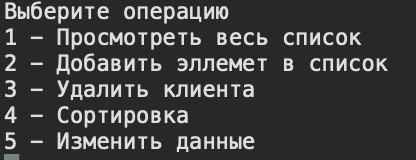 Выберите операцию
1 - Просмотреть весь список
2 - Добавить эллемет в список
3 - Удалить клиента
4 - Сортировка
5 - Изменить данные